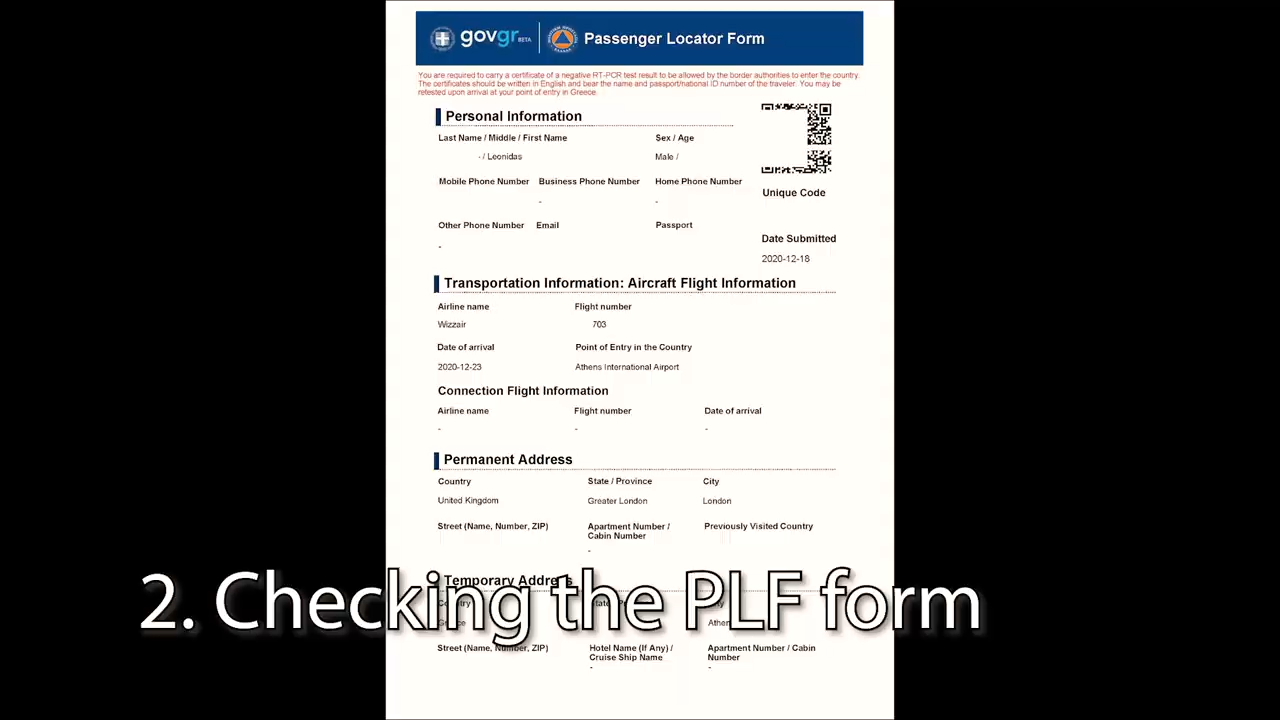 govgr BETA Passenger Locator Form
You are required to carry a certificate of a negative RT-PCR test result to be allowed by the border authorities to enter the country.
The certificates should be written in English and bear the name and passport/national ID number of the traveler. You may be
retested upon arrival at your point of entry in Greece.
Personal Information
Last Name / Middle / First Name Sex / Age
- / Leonidas Male /
Mobile Phone Number Business Phone Number Home Phone Number
Unique Code
- -
Other Phone Number Email Passport
Date Submitted
-
2020-12-18
Transportation Information: Aircraft Flight Information
Airline name Flight number
Wizzair 703
Date of arrival Point of Entry in the Country
2020-12-23 Athens International Airport
Connection Flight Information
Airline name Flight number Date of arrival
- - -
Permanent Address
Country State / Province City
United Kingdom Greater London London
Street (Name, Number, ZIP) Apartment Number / Previously Visited Country
Cabin Number
-
Temporary Address
2. Checking the PLF form
Street (Name, Number, ZIP) Hotel Name (If Any) / Apartment Number / Cabin
Cruise Ship Name Number
- -